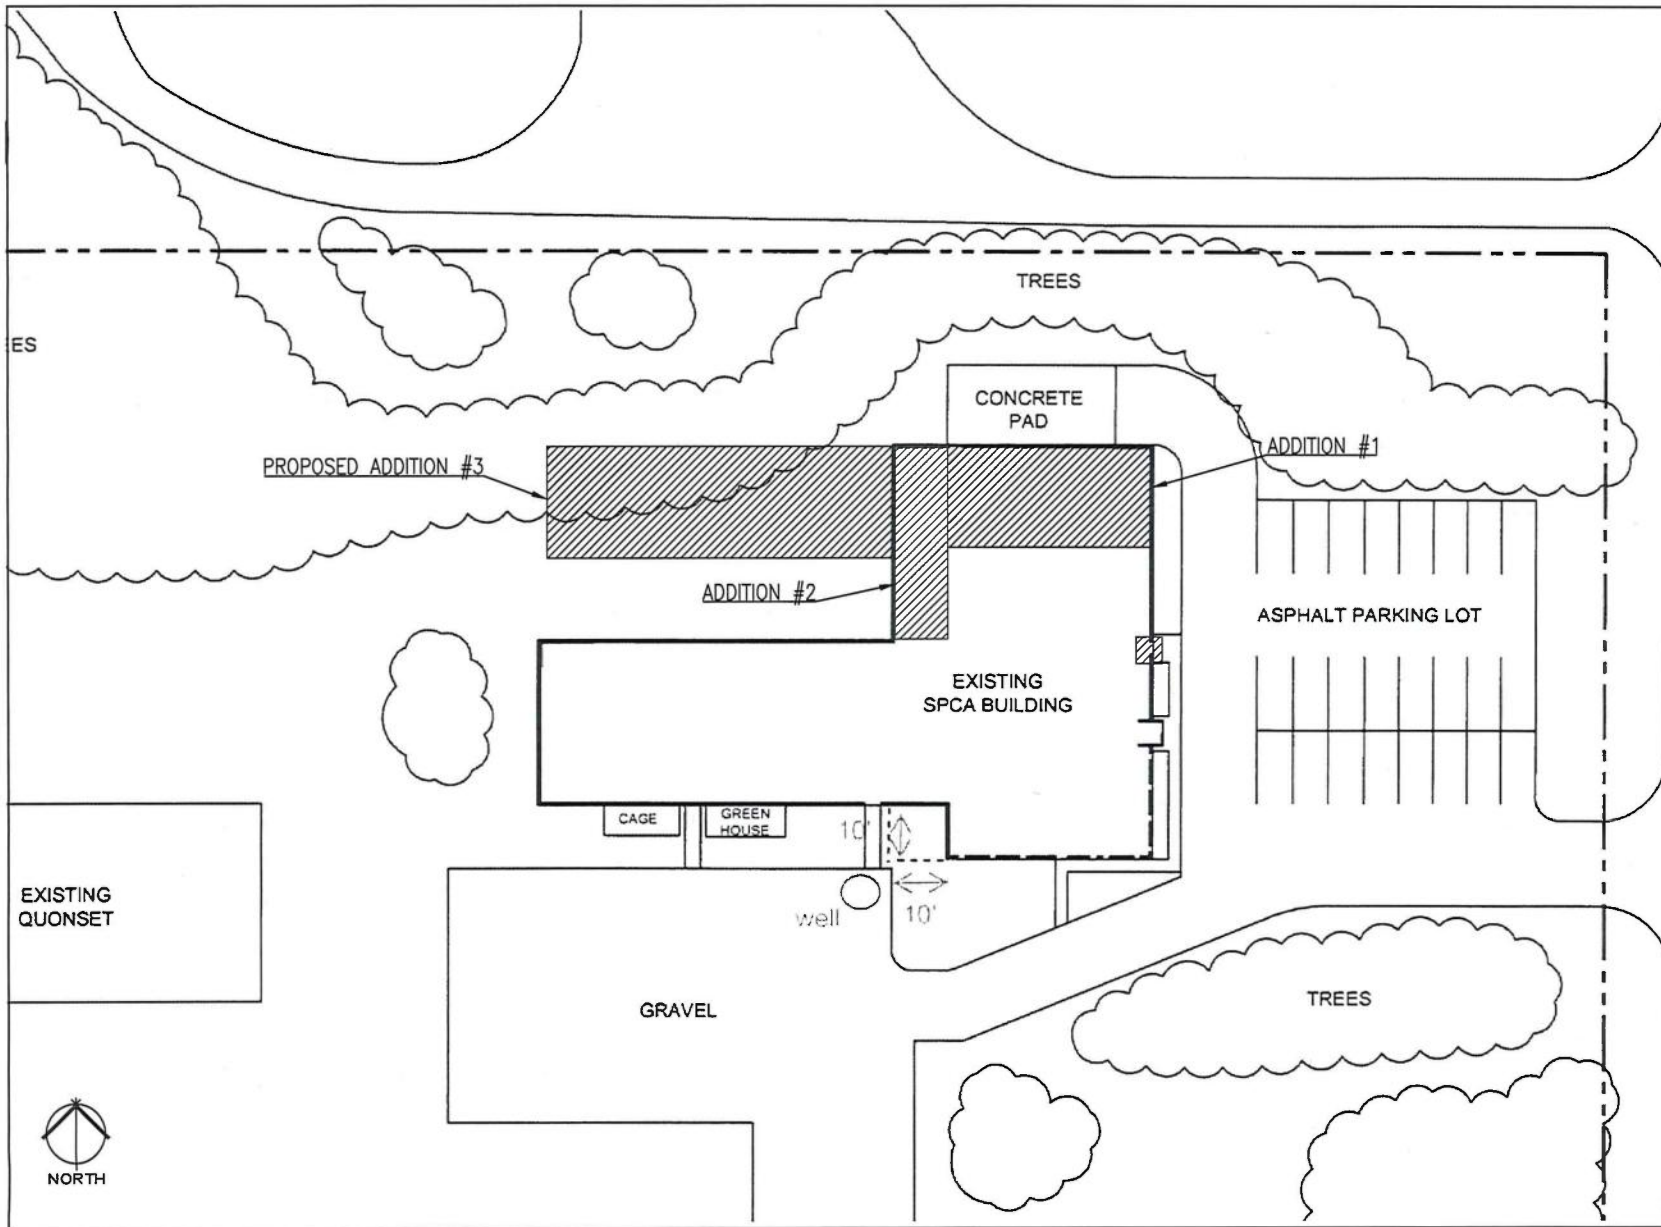 TREES
ES
CONCRETE
PAD
ADDITION #1
PROPOSED ADDITION #3
ADDITION #2
ASPHALT PARKING LOT
EXISTING
SPCA BUILDING
CAGE
GREEN
HOUSE
10'
10'
well
EXISTING
QUONSET
GRAVEL
TREES
NORTH